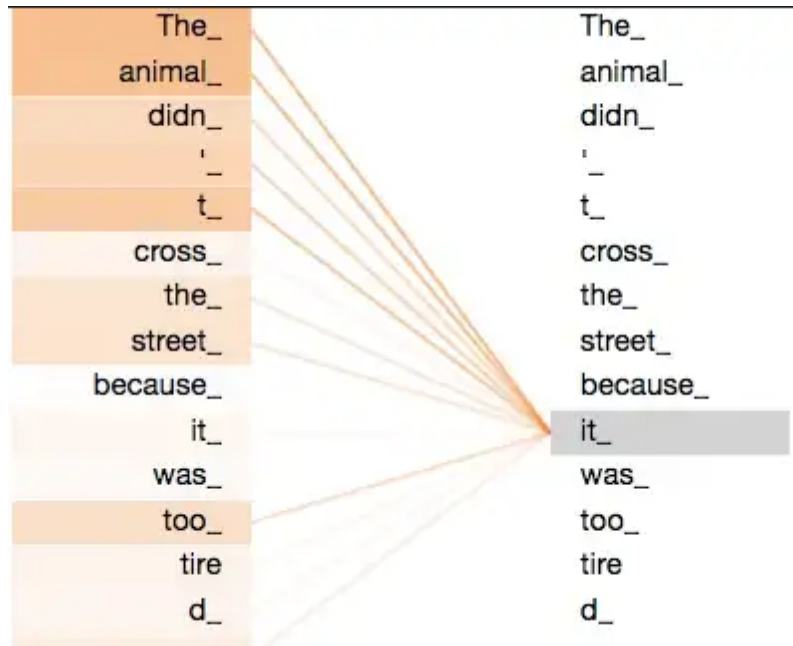 The_ The_
animal_ animal_
didn_ didn_
'_ '_
t_ t_
cross_ cross_
the_ the_
street_ street_
because_ because_
it_ it_
was_ was_
too_ too_
tire tire
d_ d_